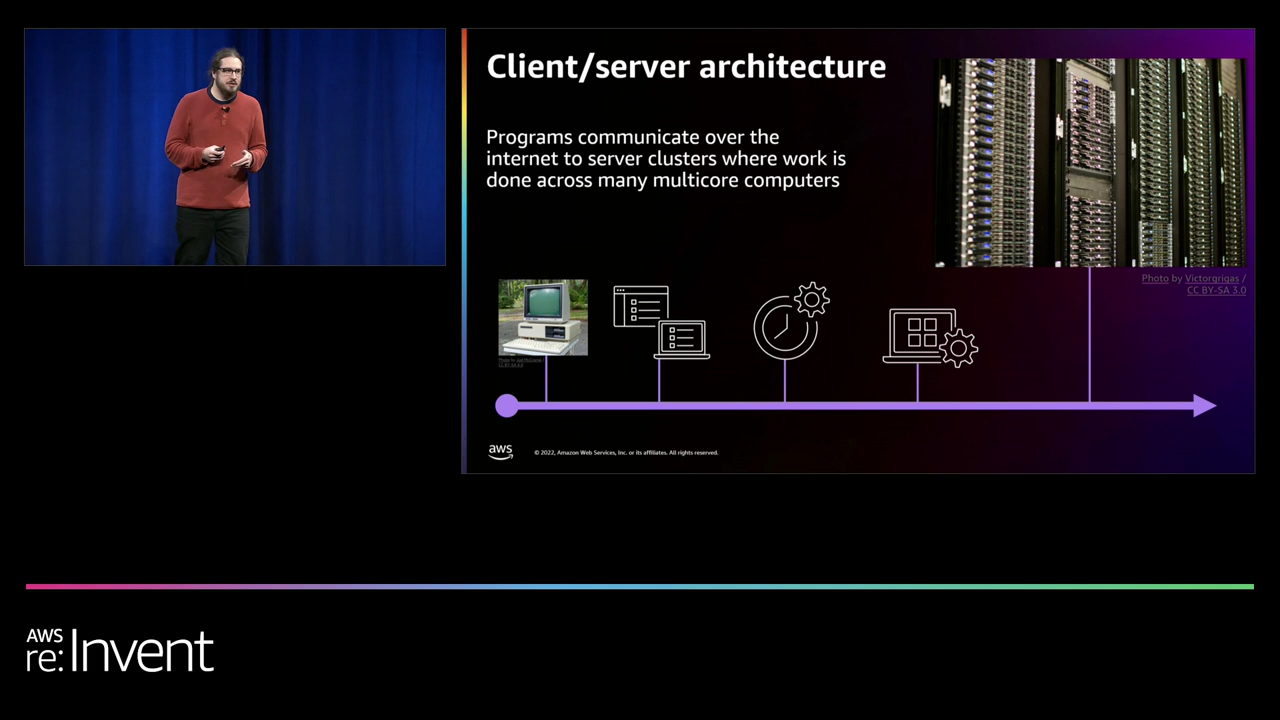 Client/server architecture
Programs communicate over the
internet to server clusters where work is
done across many multicore computers
Photo by Victorgrigas /
CC BY-SA 3.0
aws
© 2022, Amazon Web Services, Inc. or its affiliates. All rights reserved.
AWS
re:Invent